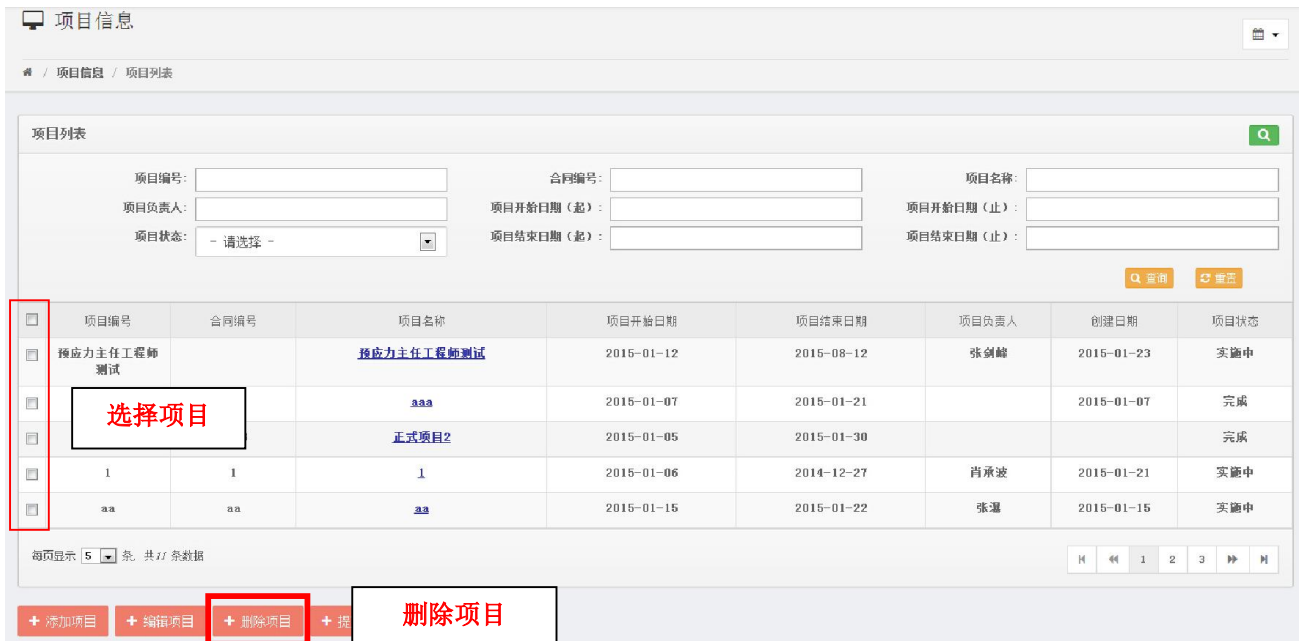 项目信息
/ 项目信息 / 项目列表
项目列表
项目编号: 合同编号: 项目名称:
项目负责人: 项目开始日期（起）: 项目开始日期（止）:
项目状态: - 请选择 - 项目结束日期（起）: 项目结束日期（止）:
查询 重置
项目编号 合同编号 项目名称 项目开始日期 项目结束日期 项目负责人 创建日期 项目状态
预应力主任工程师 预应力主任工程师测试 2015-01-12 2015-08-12 张剑峰 2015-01-23 实施中
测试
选择项目
aaa 2015-01-07 2015-01-21 2015-01-07 完成
正式项目2 2015-01-05 2015-01-30 完成
1 1 1 2015-01-06 2014-12-27 肖承波 2015-01-21 实施中
aa aa aa 2015-01-15 2015-01-22 张瀑 2015-01-15 实施中
每页显示 5 条 共11 条数据 1 2 3
+ 添加项目 + 编辑项目 + 删除项目 + 提
删除项目